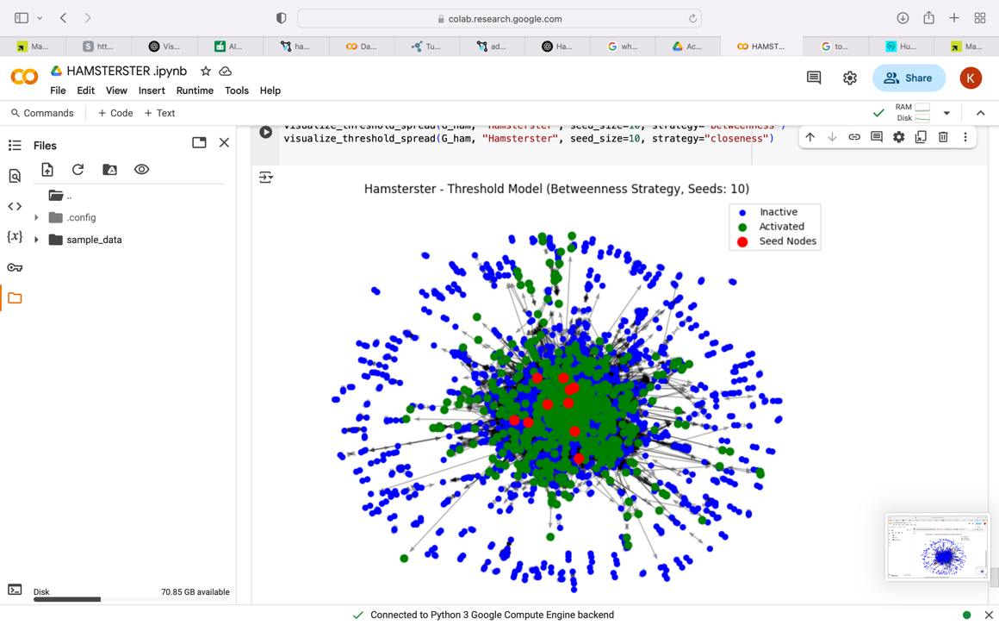 colab.research.google.com
Ma...
htt...
Vis...
AI...
ha...
Da...
Tu...
ad...
Ha...
wh...
Ac...
HAMST...
to...
Hu...
Ma...
HAMSTERSTER .ipynb
File Edit View Insert Runtime Tools Help
Share
K
Commands + Code + Text
RAM
Disk
Files
..
.config
sample_data
visualize_threshold_spread(G_ham, "Hamsterster", seed_size=10, strategy="betweenness")
visualize_threshold_spread(G_ham, "Hamsterster", seed_size=10, strategy="closeness")
Hamsterster - Threshold Model (Betweenness Strategy, Seeds: 10)
Inactive
Activated
Seed Nodes
Disk 70.85 GB available
Connected to Python 3 Google Compute Engine backend